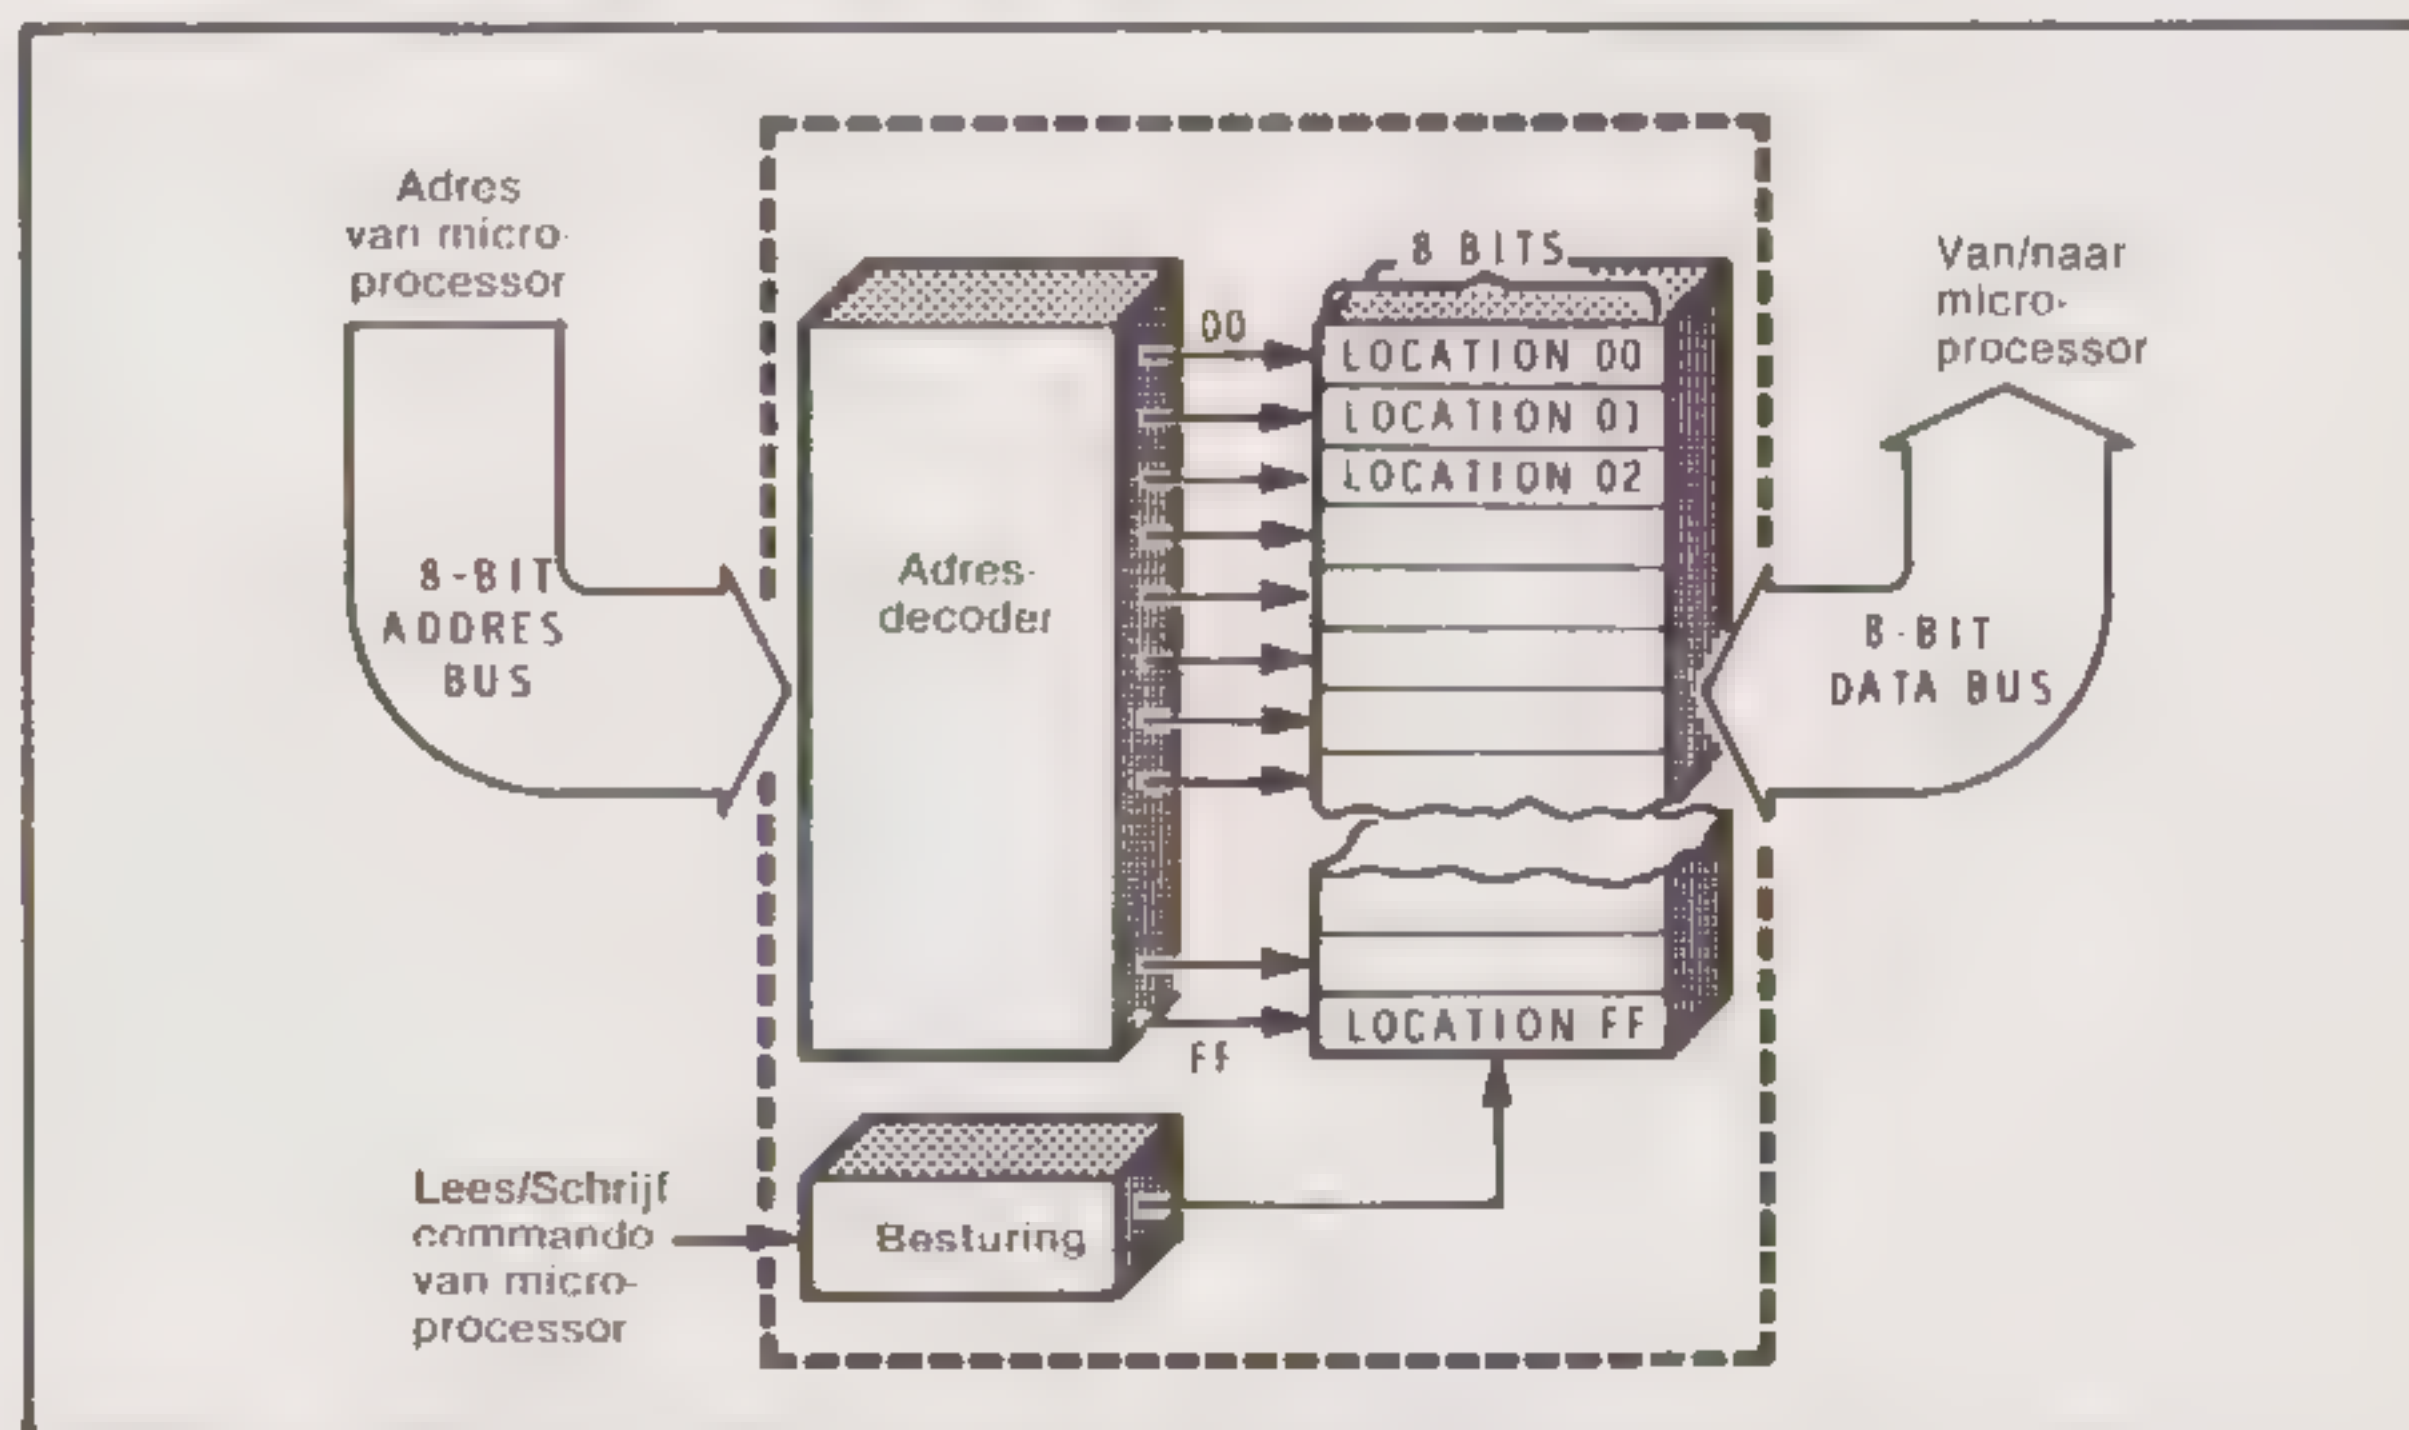 Adres
van micro-
processor
8-BIT
ADDRES
BUS
Adres-
decoder
00
8 BITS
LOCATION 00
LOCATION 01
LOCATION 02
LOCATION FF
FF
Van/naar
micro-
processor
8-BIT
DATA BUS
Lees/Schrijf
commando
van micro-
processor
Besturing